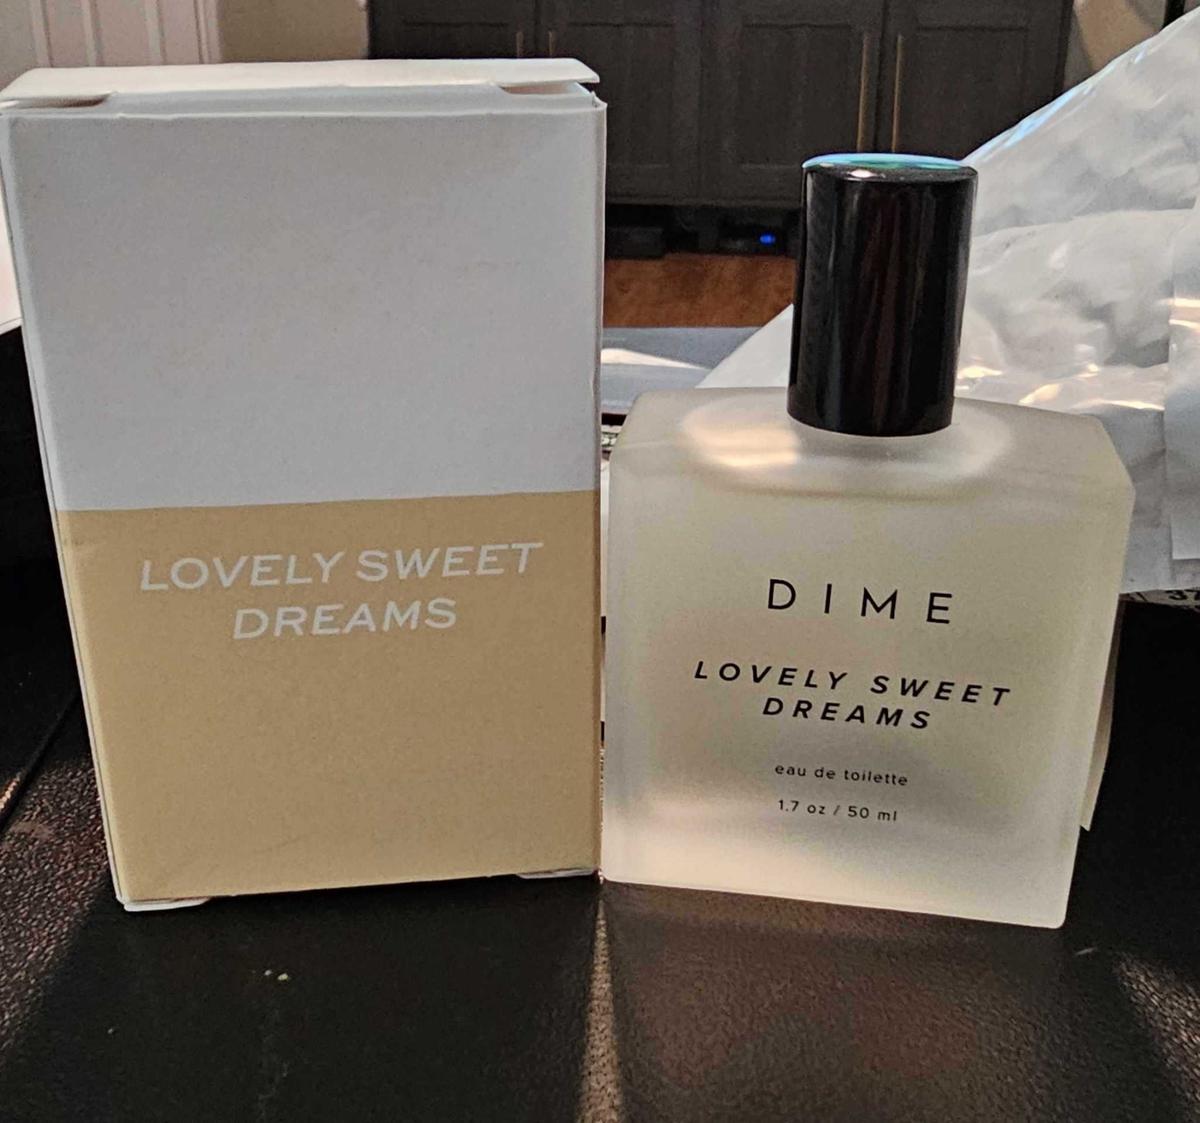 LOVELY SWEET
DREAMS
DIME
LOVELY SWEET
DREAMS
eau de toilette
1.7 oz / 50 ml